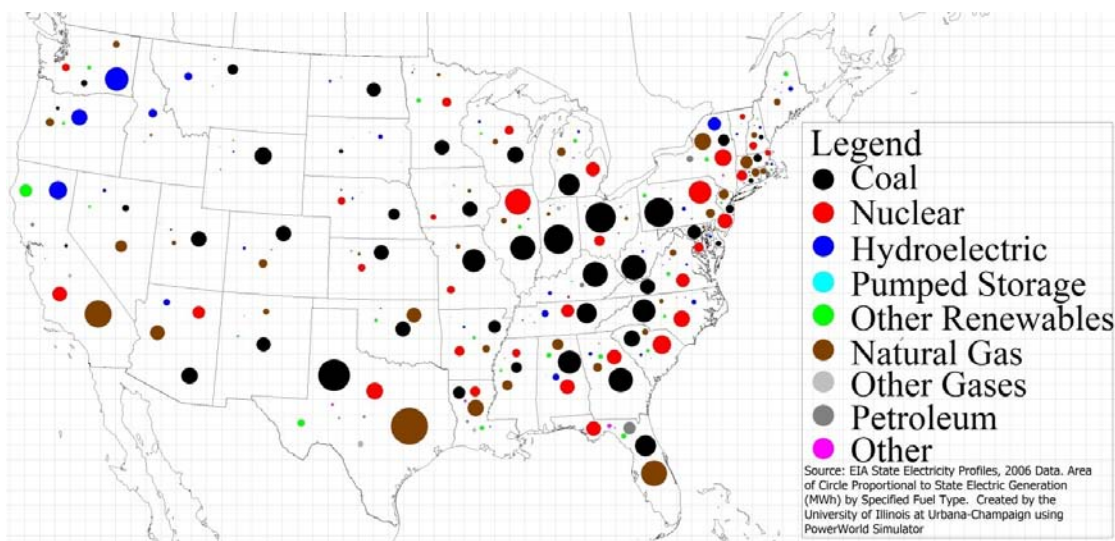 Legend
Coal
Nuclear
Hydroelectric
Pumped Storage
Other Renewables
Natural Gas
Other Gases
Petroleum
Other
Source: EIA State Electricity Profiles, 2006 Data. Area
of Circle Proportional to State Electric Generation
(MWh) by Specified Fuel Type.  Created by the
University of Illinois at Urbana-Champaign using
PowerWorld Simulator